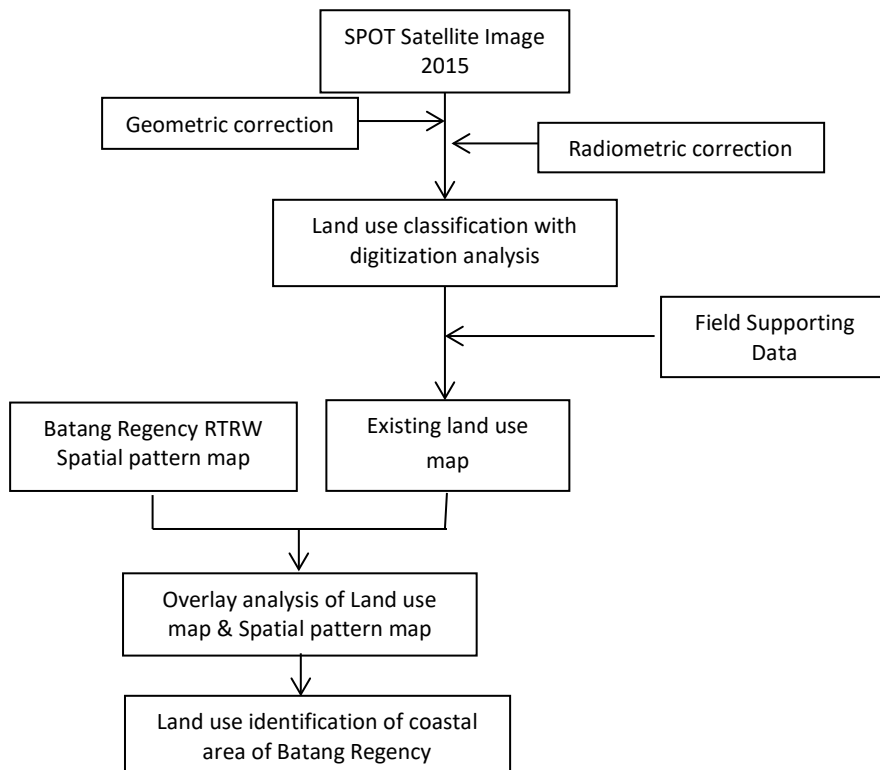 SPOT Satellite Image
2015
Geometric correction
Radiometric correction
Land use classification with
digitization analysis
Field Supporting
Data
Batang Regency RTRW
Spatial pattern map
Existing land use
map
Overlay analysis of Land use
map & Spatial pattern map
Land use identification of coastal
area of Batang Regency